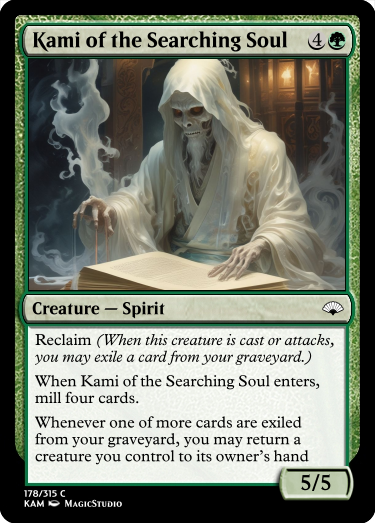 Kami of the Searching Soul 4
Creature — Spirit
Reclaim (When this creature is cast or attacks,
you may exile a card from your graveyard.)
When Kami of the Searching Soul enters,
mill four cards.
Whenever one of more cards are exiled
from your graveyard, you may return a
creature you control to its owner's hand
5/5
178/315 C
KAM MagicStudio